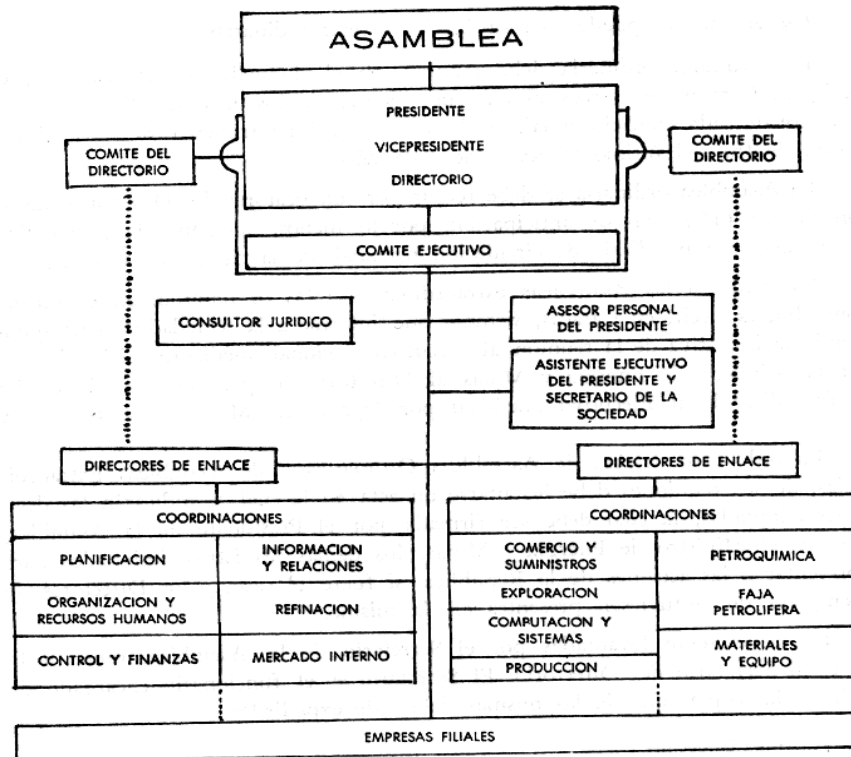 ASAMBLEA
PRESIDENTE
VICEPRESIDENTE
DIRECTORIO
COMITE DEL
DIRECTORIO
COMITE DEL
DIRECTORIO
COMITE EJECUTIVO
CONSULTOR JURIDICO
ASESOR PERSONAL
DEL PRESIDENTE
ASISTENTE EJECUTIVO
DEL PRESIDENTE Y
SECRETARIO DE LA
SOCIEDAD
DIRECTORES DE ENLACE
DIRECTORES DE ENLACE
COORDINACIONES
PLANIFICACION
INFORMACION
Y RELACIONES
ORGANIZACION Y
RECURSOS HUMANOS
REFINACION
CONTROL Y FINANZAS
MERCADO INTERNO
COORDINACIONES
COMERCIO Y
SUMINISTROS
EXPLORACION
COMPUTACION Y
SISTEMAS
PRODUCCION
PETROQUIMICA
FAJA
PETROLIFERA
MATERIALES
Y EQUIPO
EMPRESAS FILIALES